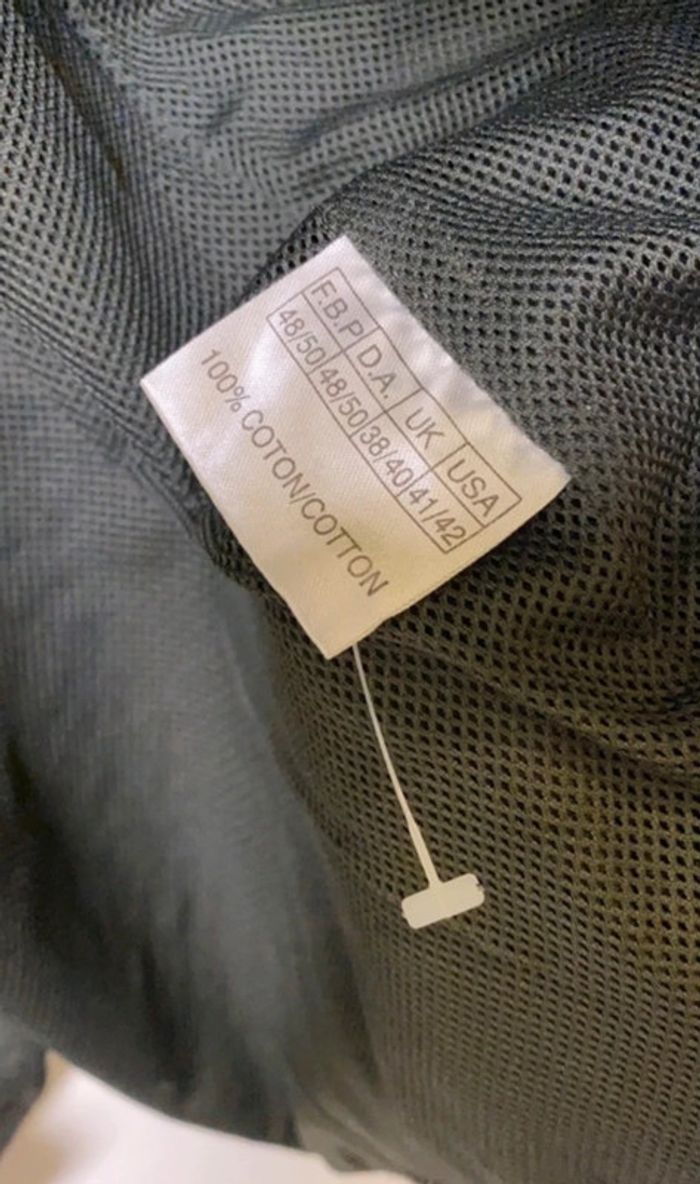 F.B.P D.A. UK USA
48/50 48/50 38/40 41/42
100% COTON/COTTON